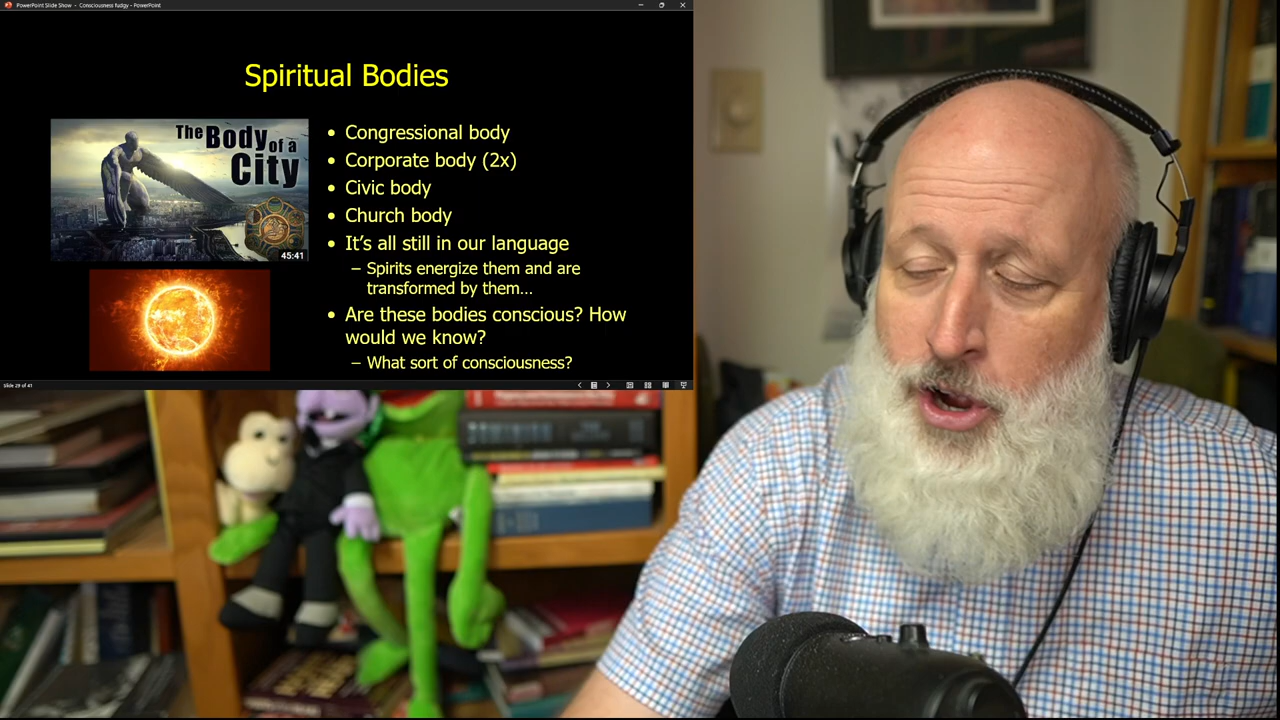 PowerPoint Slide Show - Consciousness fudgy - PowerPoint
Spiritual Bodies
The Body of a
City
45:41
• Congressional body
• Corporate body (2x)
• Civic body
• Church body
• It’s all still in our language
– Spirits energize them and are
transformed by them…
• Are these bodies conscious? How
would we know?
– What sort of consciousness?
Slide 29 of 41